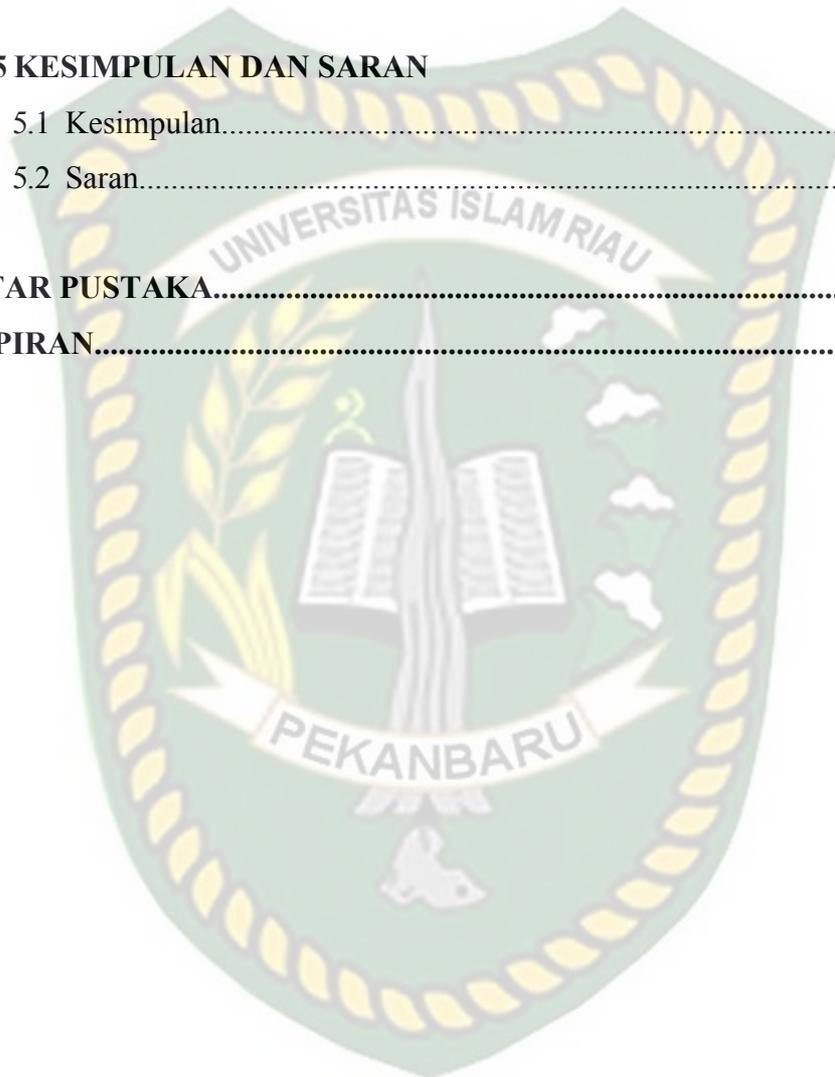 5 KESIMPULAN DAN SARAN
5.1 Kesimpulan....................................................................................
5.2 Saran..............................................................................................
UNIVERSITAS ISLAM RIAU
TAR PUSTAKA....................................................................................
PIRAN....................................................................................................
PEKANBARU